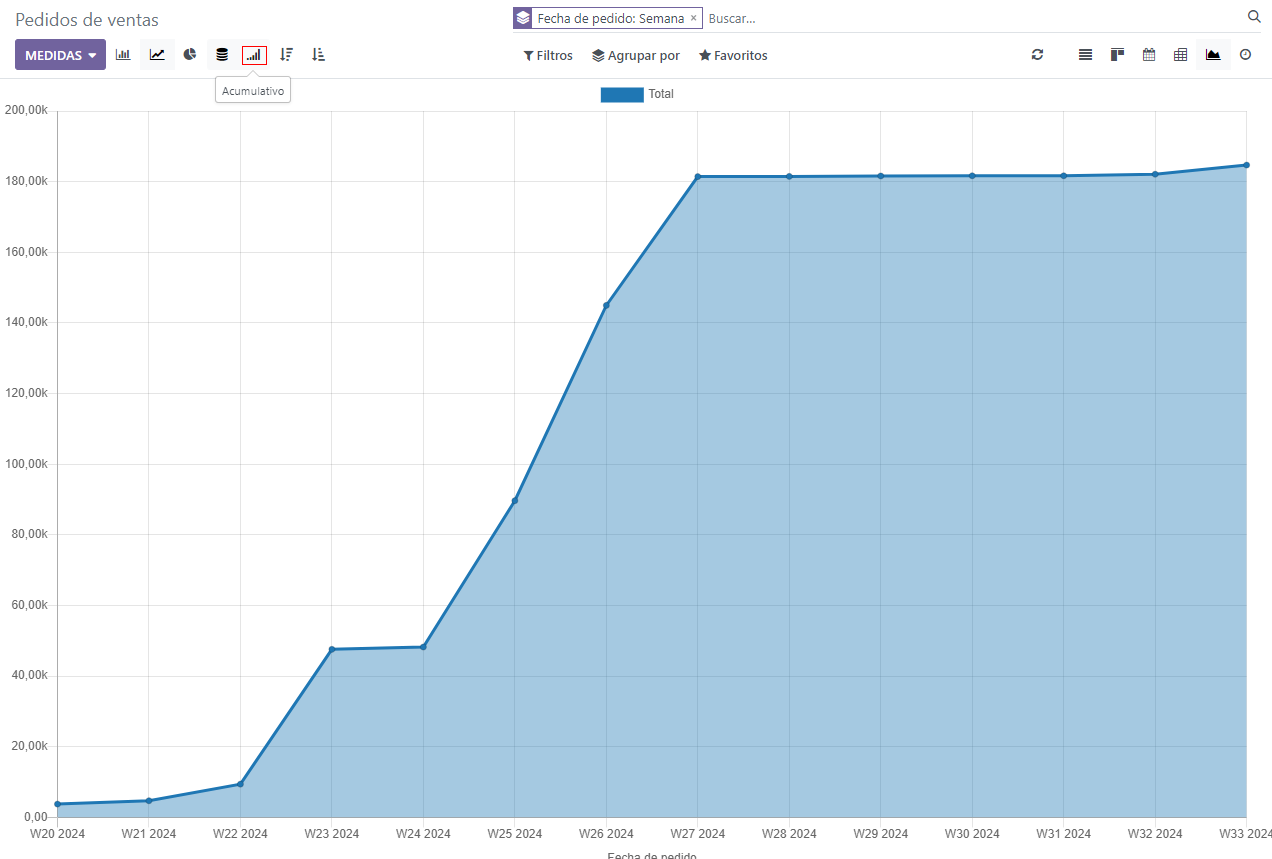 Pedidos de ventas
Fecha de pedido: Semana ×
Buscar...
MEDIDAS
Filtros
Agrupar por
Favoritos
Acumulativo
Total
200,00k
180,00k
160,00k
140,00k
120,00k
100,00k
80,00k
60,00k
40,00k
20,00k
0,00
W20 2024 W21 2024 W22 2024 W23 2024 W24 2024 W25 2024 W26 2024 W27 2024 W28 2024 W29 2024 W30 2024 W31 2024 W32 2024 W33 2024
Fecha de pedido